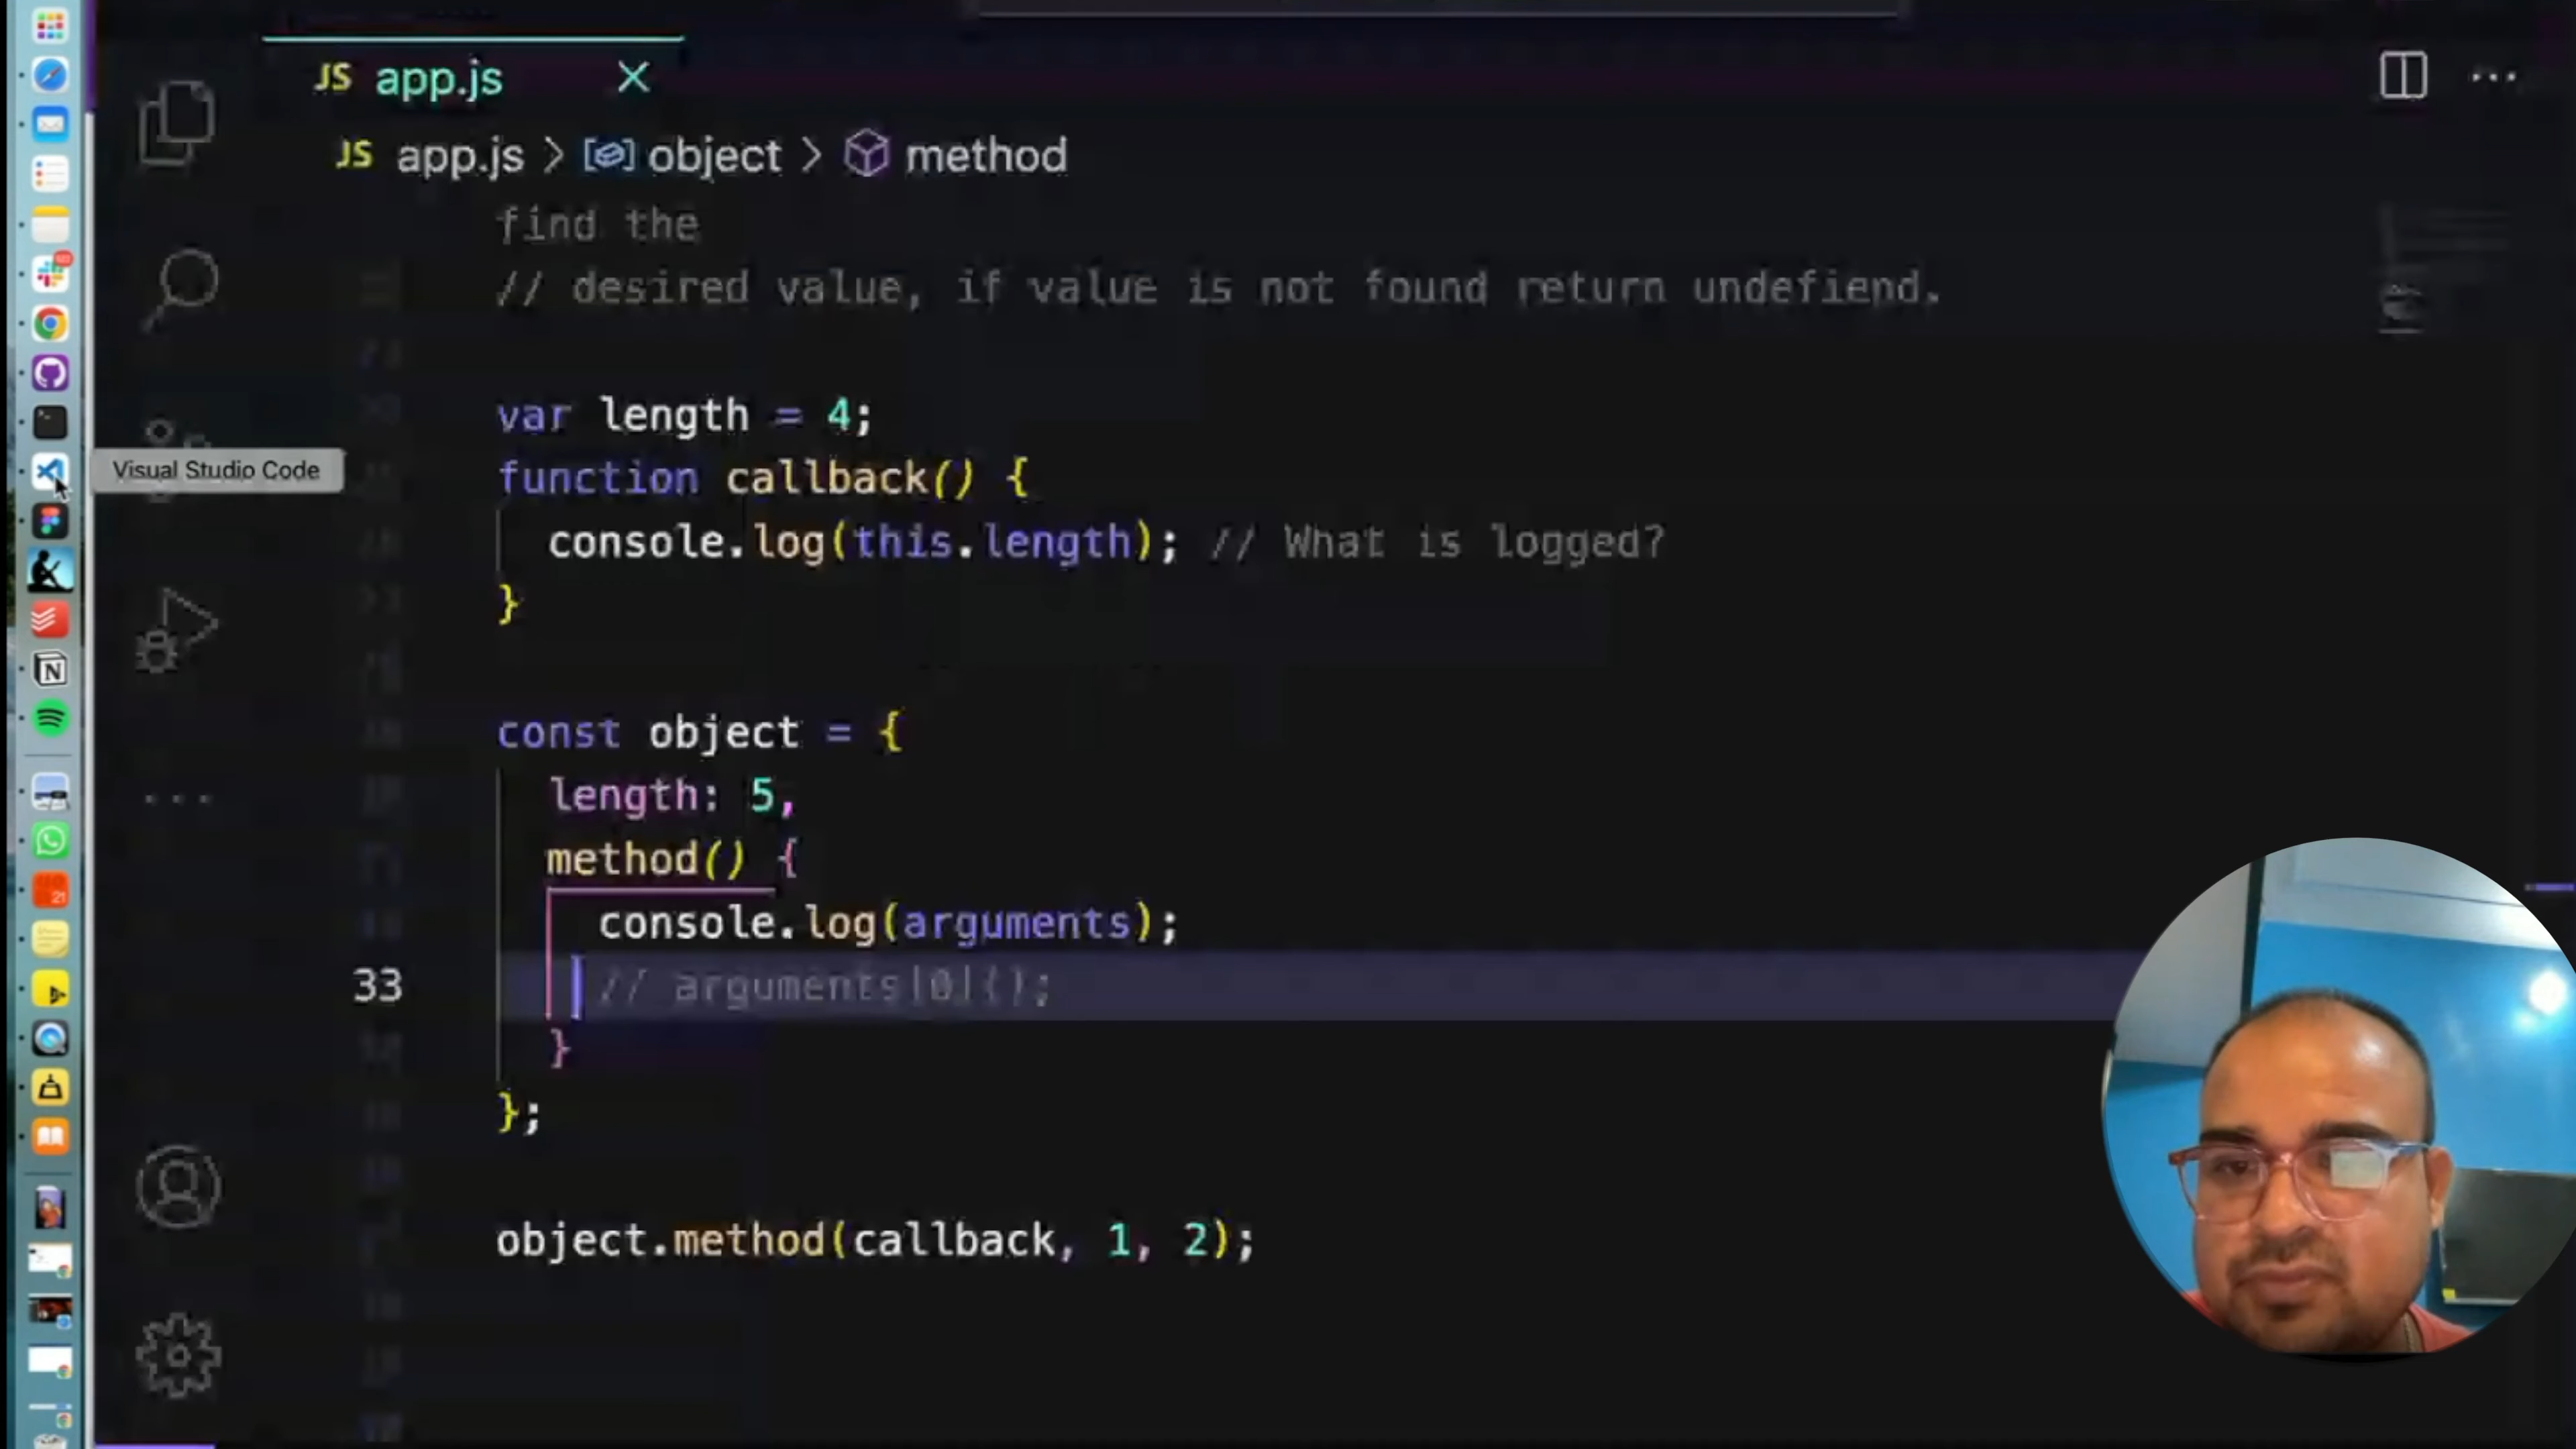 JS app.js
JS app.js > object > method
find the
// desired value, if value is not found return undefiend.
var length = 4;
function callback() {
Visual Studio Code
console.log(this.length); // What is logged?
}
const object = {
length: 5,
method() {
console.log(arguments);
33 // arguments[0]();
}
};
object.method(callback, 1, 2);